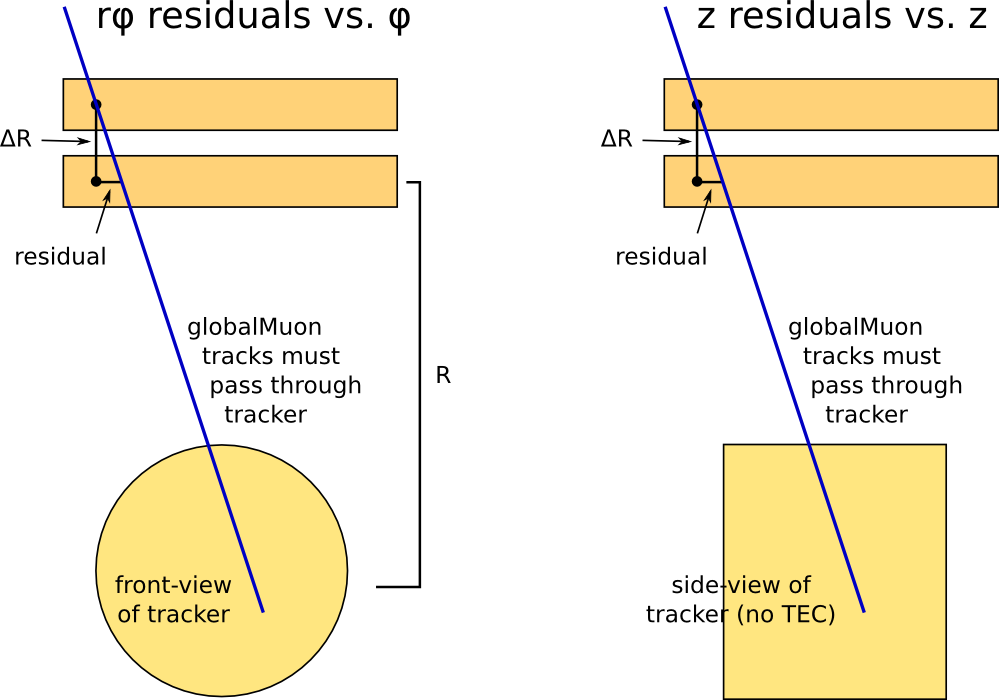 rφ residuals vs. φ
ΔR
residual
globalMuon
tracks must
pass through
tracker
R
front-view
of tracker
z residuals vs. z
ΔR
residual
globalMuon
tracks must
pass through
tracker
side-view of
tracker (no TEC)